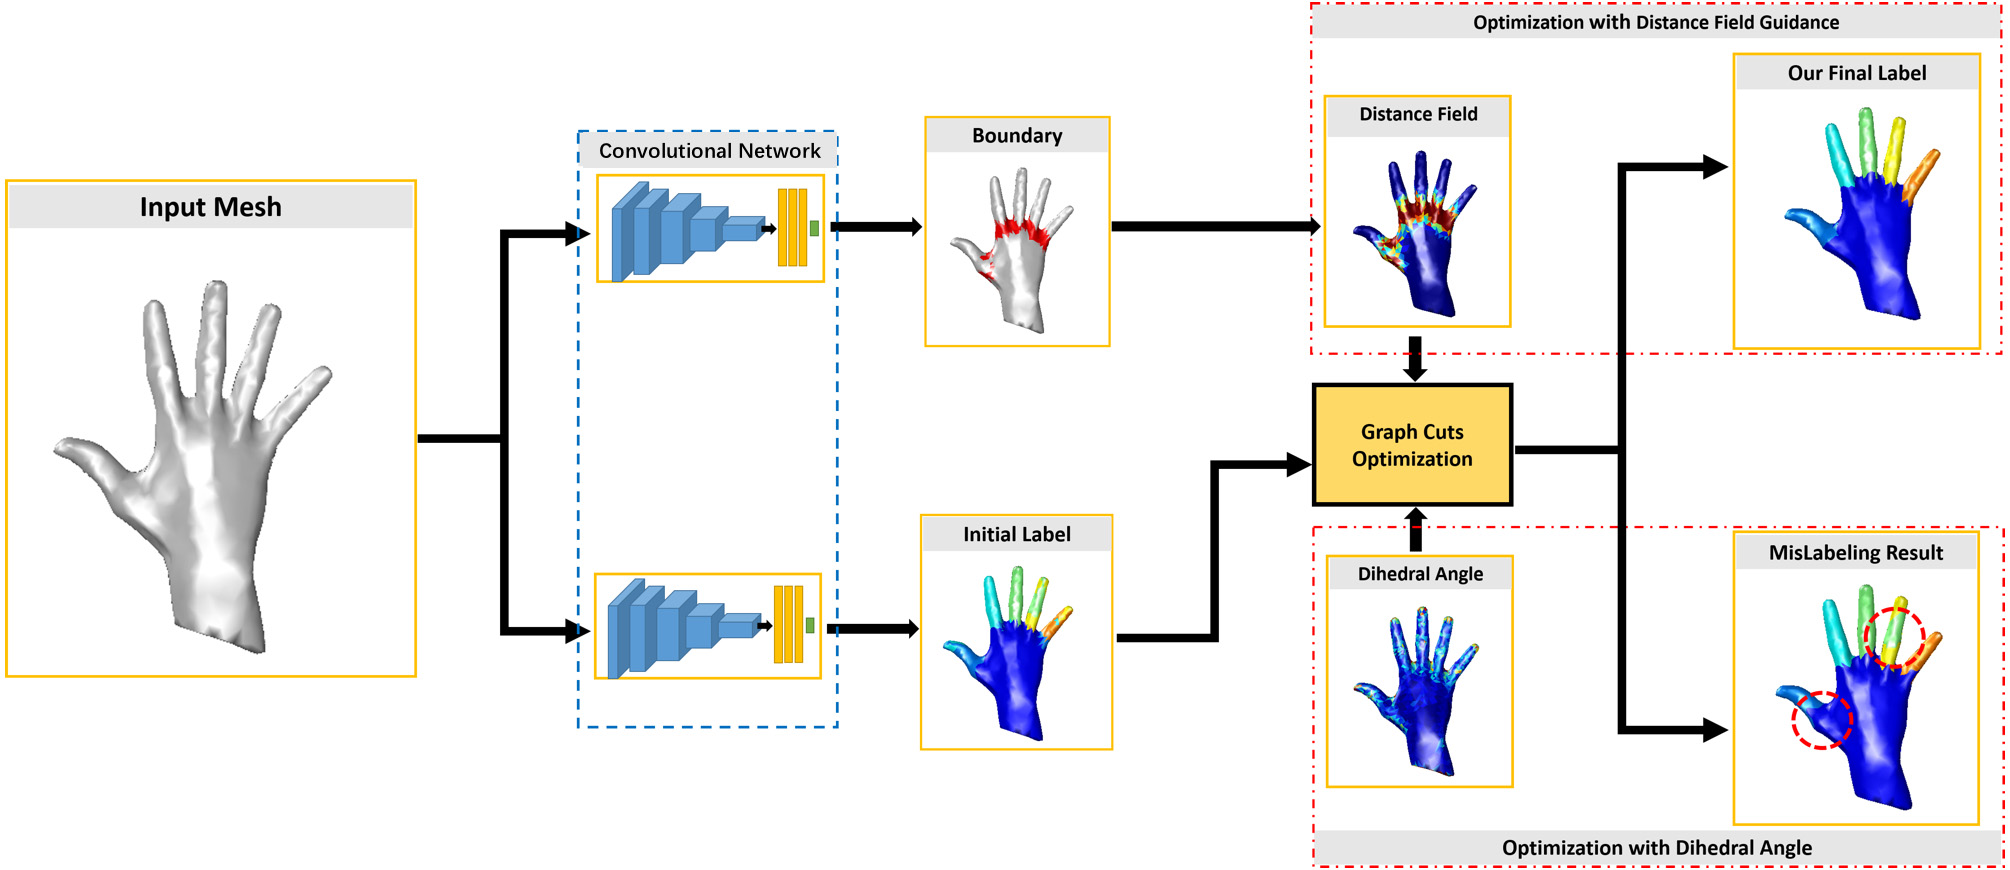 Optimization with Distance Field Guidance
Our Final Label
Distance Field
Boundary
Convolutional Network
Input Mesh
Graph Cuts
Optimization
Initial Label
MisLabeling Result
Dihedral Angle
Optimization with Dihedral Angle